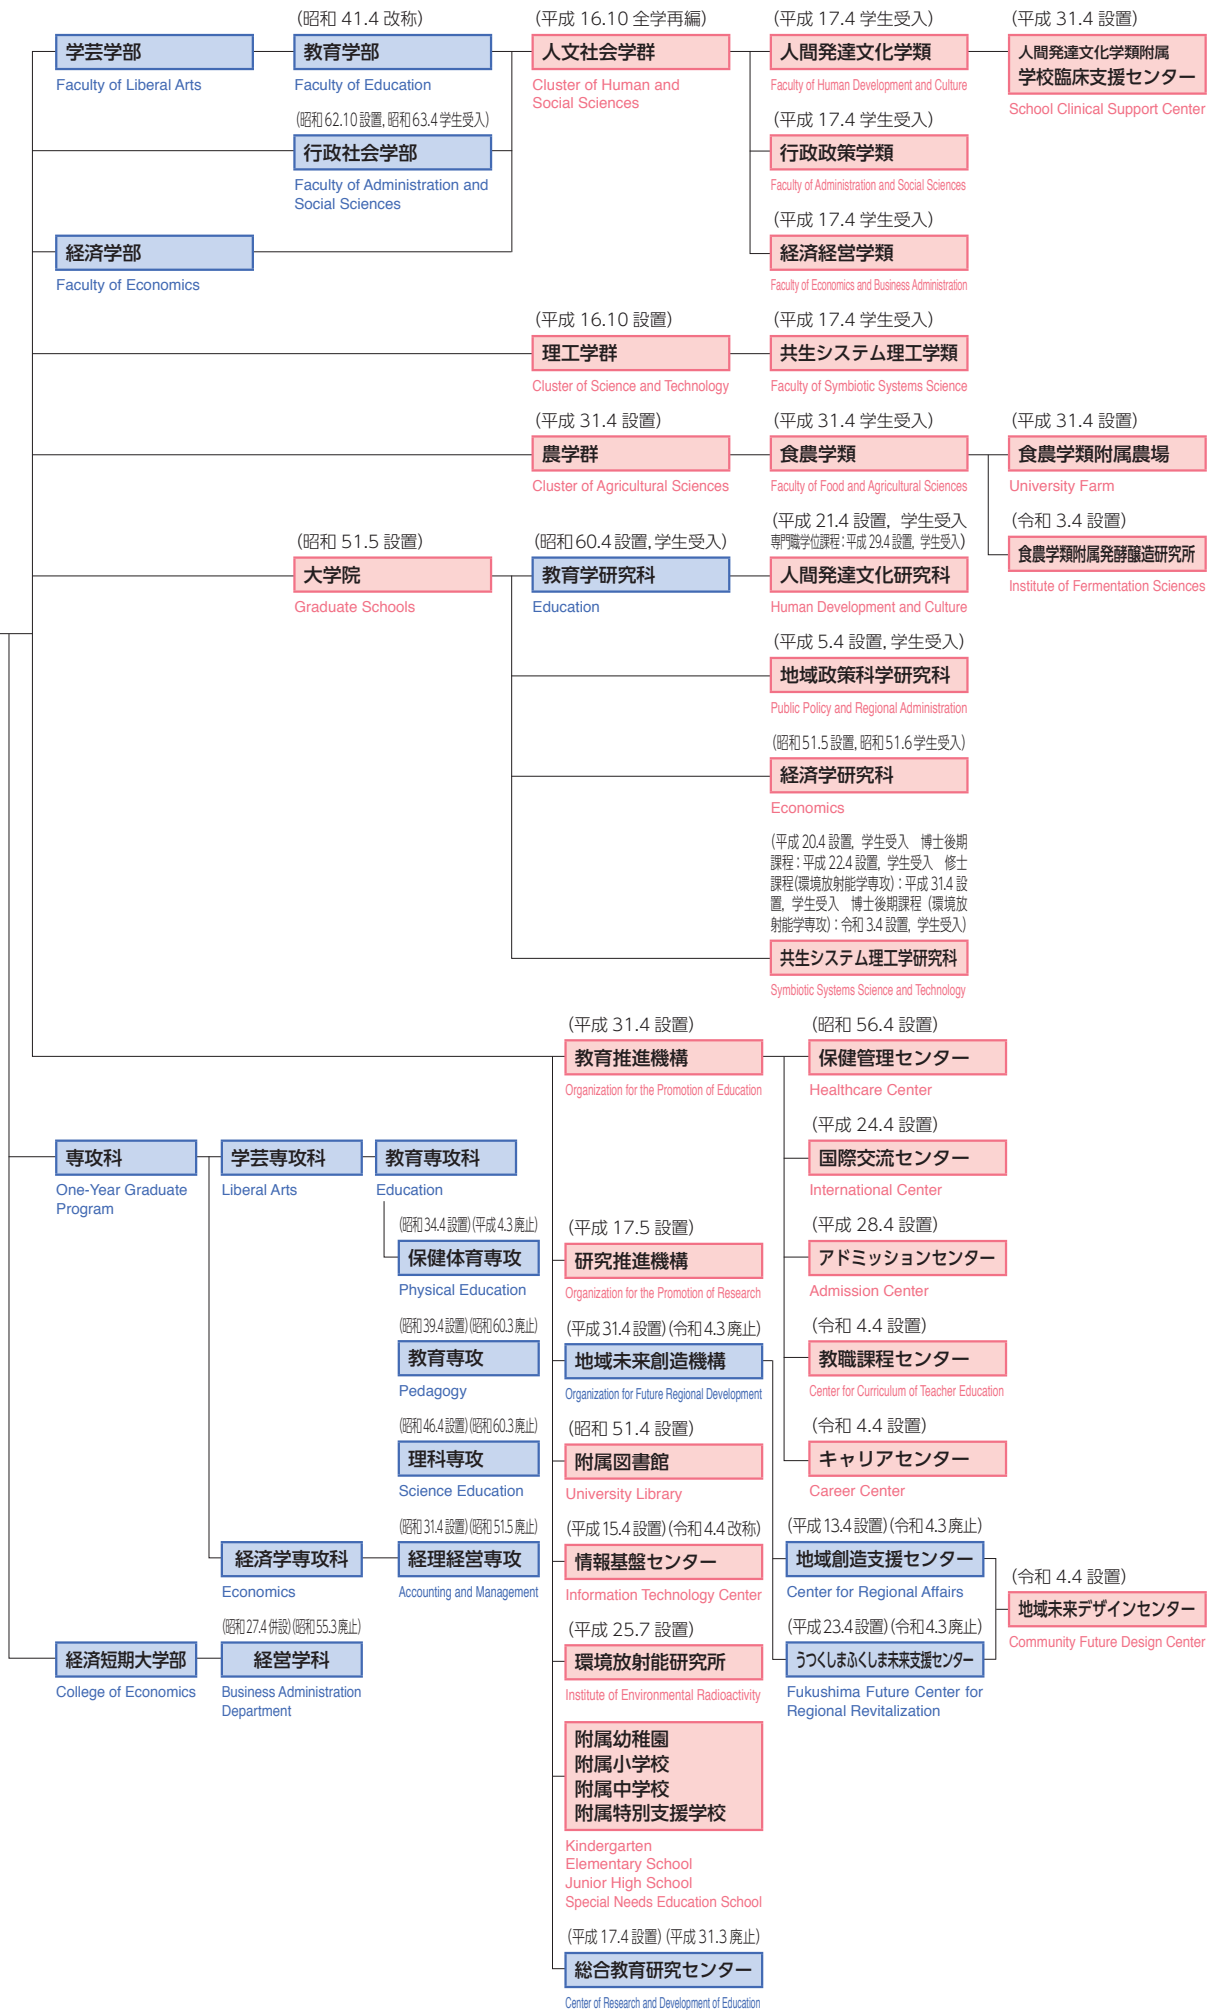 (昭和 41.4 改称)
(平成 16.10 全学再編)
(平成 17.4 学生受入)
(平成 31.4 設置)
学芸学部
教育学部
人文社会学群
人間発達文化学類
人間発達文化学類附属
学校臨床支援センター
Faculty of Liberal Arts
Faculty of Education
Cluster of Human and
Social Sciences
Faculty of Human Development and Culture
School Clinical Support Center
(昭和 62.10 設置, 昭和 63.4 学生受入)
(平成 17.4 学生受入)
行政社会学部
行政政策学類
Faculty of Administration and
Social Sciences
Faculty of Administration and Social Sciences
(平成 17.4 学生受入)
経済学部
経済経営学類
Faculty of Economics
Faculty of Economics and Business Administration
(平成 16.10 設置)
(平成 17.4 学生受入)
理工学群
共生システム理工学類
Cluster of Science and Technology
Faculty of Symbiotic Systems Science
(平成 31.4 設置)
(平成 31.4 学生受入)
(平成 31.4 設置)
農学群
食農学類
食農学類附属農場
Cluster of Agricultural Sciences
Faculty of Food and Agricultural Sciences
University Farm
(令和 3.4 設置)
食農学類附属発酵醸造研究所
Institute of Fermentation Sciences
(昭和 51.5 設置)
(昭和 60.4 設置, 学生受入)
(平成 21.4 設置, 学生受入
専門職学位課程:平成 29.4 設置, 学生受入)
大学院
教育学研究科
人間発達文化研究科
Graduate Schools
Education
Human Development and Culture
(平成 5.4 設置, 学生受入)
地域政策科学研究科
Public Policy and Regional Administration
(昭和 51.5 設置, 昭和 51.6 学生受入)
経済学研究科
Economics
(平成 20.4 設置, 学生受入 博士後期
課程:平成 22.4 設置, 学生受入 修士
課程(環境放射能学専攻):平成 31.4 設
置, 学生受入 博士後期課程 (環境放
射能学専攻):令和 3.4 設置, 学生受入)
共生システム理工学研究科
Symbiotic Systems Science and Technology
(平成 31.4 設置)
(昭和 56.4 設置)
教育推進機構
保健管理センター
Organization for the Promotion of Education
Healthcare Center
(平成 24.4 設置)
国際交流センター
International Center
専攻科
学芸専攻科
教育専攻科
One-Year Graduate
Program
Liberal Arts
Education
(昭和 34.4 設置)(平成 4.3 廃止)
(平成 17.5 設置)
(平成 28.4 設置)
保健体育専攻
研究推進機構
アドミッションセンター
Physical Education
Organization for the Promotion of Research
Admission Center
(昭和 39.4 設置)(昭和 60.3 廃止)
(平成 31.4 設置)(令和 4.3 廃止)
(令和 4.4 設置)
教育専攻
地域未来創造機構
教職課程センター
Pedagogy
Organization for Future Regional Development
Center for Curriculum of Teacher Education
(昭和 46.4 設置)(昭和 60.3 廃止)
(昭和 51.4 設置)
(令和 4.4 設置)
理科専攻
附属図書館
キャリアセンター
Science Education
University Library
Career Center
(昭和 31.4 設置)(昭和 51.5 廃止)
(平成 15.4 設置)(令和 4.4 改称)
(平成 13.4 設置)(令和 4.3 廃止)
経済学専攻科
経理経営専攻
情報基盤センター
地域創造支援センター
Economics
Accounting and Management
Information Technology Center
Center for Regional Affairs
(令和 4.4 設置)
地域未来デザインセンター
Community Future Design Center
(昭和 27.4 併設)(昭和 55.3 廃止)
(平成 25.7 設置)
(平成 23.4 設置)(令和 4.3 廃止)
経済短期大学部
経営学科
環境放射能研究所
うつくしまふくしま未来支援センター
College of Economics
Business Administration
Department
Institute of Environmental Radioactivity
Fukushima Future Center for
Regional Revitalization
附属幼稚園
附属小学校
附属中学校
附属特別支援学校
Kindergarten
Elementary School
Junior High School
Special Needs Education School
(平成 17.4 設置) (平成 31.3 廃止)
総合教育研究センター
Center of Research and Development of Education